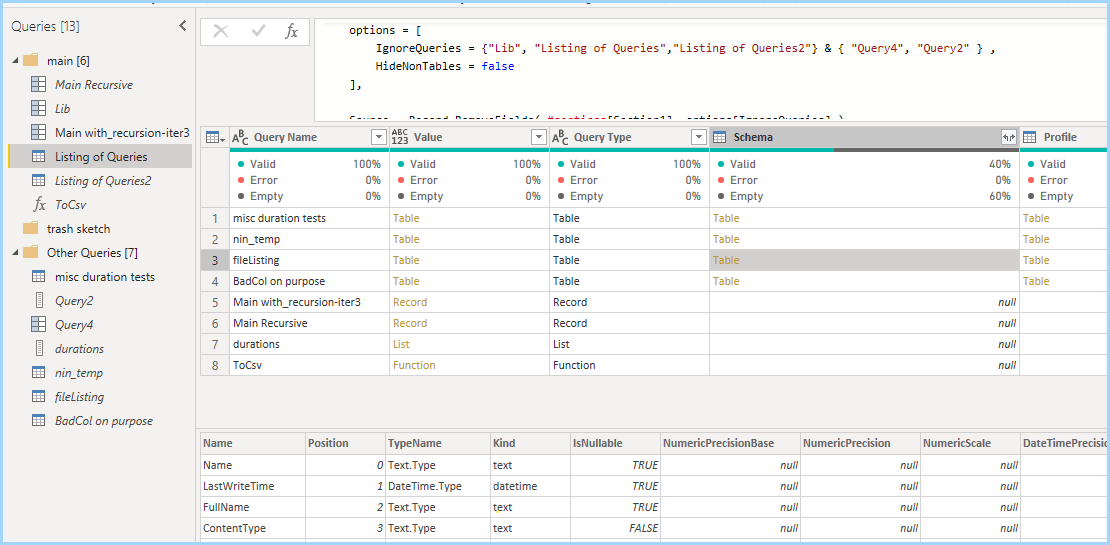 Queries [13]
main [6]
Main Recursive
Lib
Main with_recursion-iter3
Listing of Queries
Listing of Queries2
fx ToCsv
trash sketch
Other Queries [7]
misc duration tests
Query2
Query4
durations
nin_temp
fileListing
BadCol on purpose
fx
options = [
IgnoreQueries = {"Lib", "Listing of Queries","Listing of Queries2"} & { "Query4", "Query2" } ,
HideNonTables = false
],
ABC Query Name ABC 123 Value ABC Query Type Schema Profile
Valid 100% Valid 100% Valid 100% Valid 40% Valid
Error 0% Error 0% Error 0% Error 0% Error
Empty 0% Empty 0% Empty 0% Empty 60% Empty
1 misc duration tests Table Table Table Table
2 nin_temp Table Table Table Table
3 fileListing Table Table Table Table
4 BadCol on purpose Table Table Table Table
5 Main with_recursion-iter3 Record Record null
6 Main Recursive Record Record null
7 durations List List null
8 ToCsv Function Function null
Name Position TypeName Kind IsNullable NumericPrecisionBase NumericPrecision NumericScale DateTimePrecisio
Name 0 Text.Type text TRUE null null null
LastWriteTime 1 DateTime.Type datetime TRUE null null null
FullName 2 Text.Type text TRUE null null null
ContentType 3 Text.Type text FALSE null null null